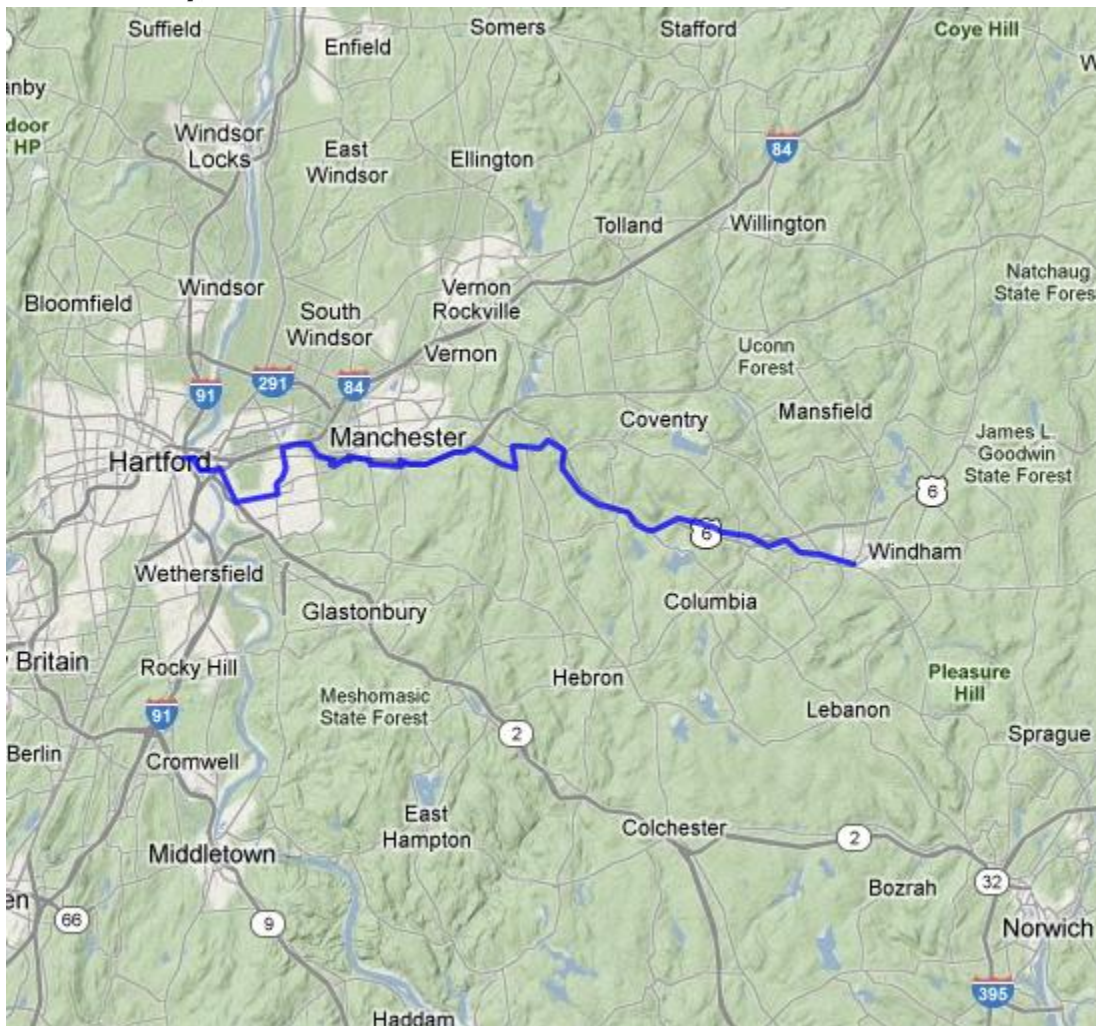 Suffield
Somers
Stafford
Coye Hill
Enfield
W
anby
door
HP
Windsor
Locks
East
Windsor
Ellington
84
Tolland
Willington
Natchaug
State Fores
Windsor
Vernon
Rockville
Bloomfield
South
Windsor
Vernon
Uconn
Forest
91
291
84
Coventry
Mansfield
James L.
Goodwin
State Forest
Manchester
Hartford
6
6
Windham
Wethersfield
Columbia
Glastonbury
Britain
Rocky Hill
Hebron
Pleasure
Hill
Meshomasic
State Forest
Lebanon
91
2
Sprague
Berlin
Cromwell
East
Hampton
Colchester
2
Middletown
32
Bozrah
en
66
9
Norwich
395
Haddam